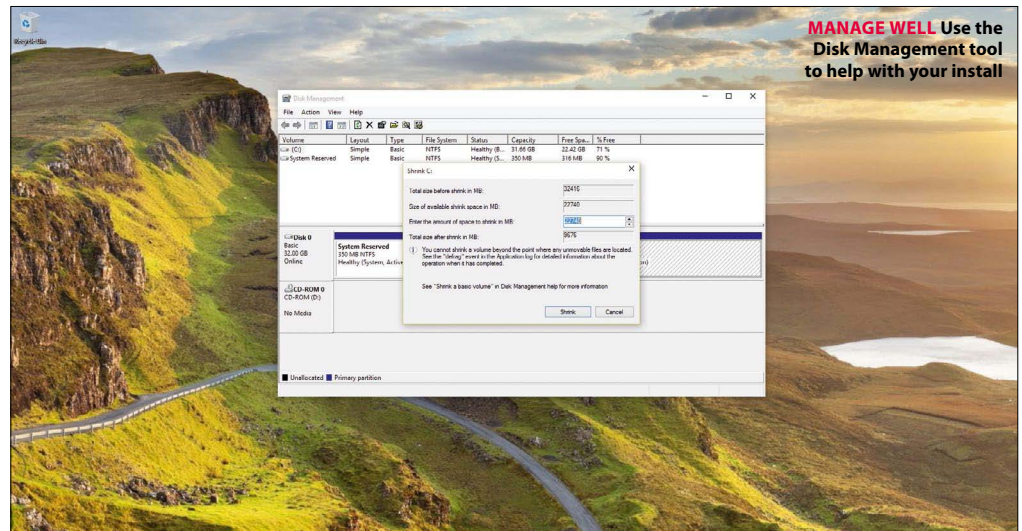 MANAGE WELL Use the
Disk Management tool
to help with your install
Recycle Bin
Disk Management
File Action View Help
Volume Layout Type File System Status Capacity Free Spa... % Free
(C:) Simple Basic NTFS Healthy (B... 31.66 GB 22.42 GB 71 %
System Reserved Simple Basic NTFS Healthy (S... 350 MB 316 MB 90 %
Shrink C:
Total size before shrink in MB: 32416
Size of available shrink space in MB: 22740
Enter the amount of space to shrink in MB: 22740
Total size after shrink in MB: 9676
You cannot shrink a volume beyond the point where any unmovable files are located.
See the "defrag" event in the Application log for detailed information about the
operation when it has completed.
See "Shrink a basic volume" in Disk Management help for more information
Shrink Cancel
Disk 0
Basic
32.00 GB
Online
System Reserved
350 MB NTFS
Healthy (System, Active
on)
CD-ROM 0
CD-ROM (D:)
No Media
Unallocated Primary partition